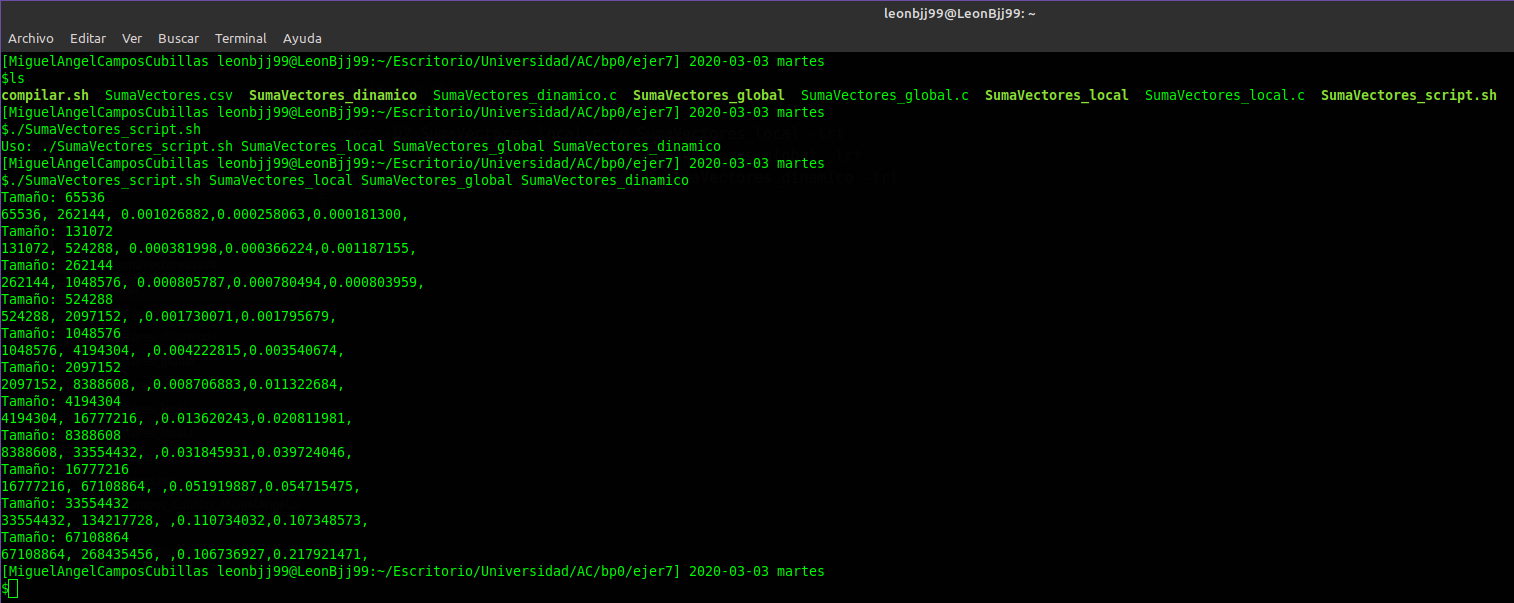 leonbjj99@LeonBjj99: ~
Archivo Editar Ver Buscar Terminal Ayuda
[MiguelAngelCamposCubillas leonbjj99@LeonBjj99:~/Escritorio/Universidad/AC/bp0/ejer7] 2020-03-03 martes
$ls
compilar.sh SumaVectores.csv SumaVectores_dinamico SumaVectores_dinamico.c SumaVectores_global SumaVectores_global.c SumaVectores_local SumaVectores_local.c SumaVectores_script.sh
[MiguelAngelCamposCubillas leonbjj99@LeonBjj99:~/Escritorio/Universidad/AC/bp0/ejer7] 2020-03-03 martes
$./SumaVectores_script.sh
Uso: ./SumaVectores_script.sh SumaVectores_local SumaVectores_global SumaVectores_dinamico
[MiguelAngelCamposCubillas leonbjj99@LeonBjj99:~/Escritorio/Universidad/AC/bp0/ejer7] 2020-03-03 martes
$./SumaVectores_script.sh SumaVectores_local SumaVectores_global SumaVectores_dinamico
Tamaño: 65536
65536, 262144, 0.001026882,0.000258063,0.000181300,
Tamaño: 131072
131072, 524288, 0.000381998,0.000366224,0.001187155,
Tamaño: 262144
262144, 1048576, 0.000805787,0.000780494,0.000803959,
Tamaño: 524288
524288, 2097152, ,0.001730071,0.001795679,
Tamaño: 1048576
1048576, 4194304, ,0.004222815,0.003540674,
Tamaño: 2097152
2097152, 8388608, ,0.008706883,0.011322684,
Tamaño: 4194304
4194304, 16777216, ,0.013620243,0.020811981,
Tamaño: 8388608
8388608, 33554432, ,0.031845931,0.039724046,
Tamaño: 16777216
16777216, 67108864, ,0.051919887,0.054715475,
Tamaño: 33554432
33554432, 134217728, ,0.110734032,0.107348573,
Tamaño: 67108864
67108864, 268435456, ,0.106736927,0.217921471,
[MiguelAngelCamposCubillas leonbjj99@LeonBjj99:~/Escritorio/Universidad/AC/bp0/ejer7] 2020-03-03 martes
$